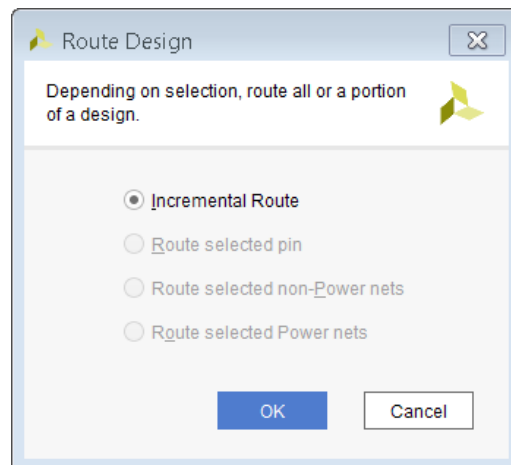 Route Design
Depending on selection, route all or a portion
of a design.
Incremental Route
Route selected pin
Route selected non-Power nets
Route selected Power nets
OK
Cancel